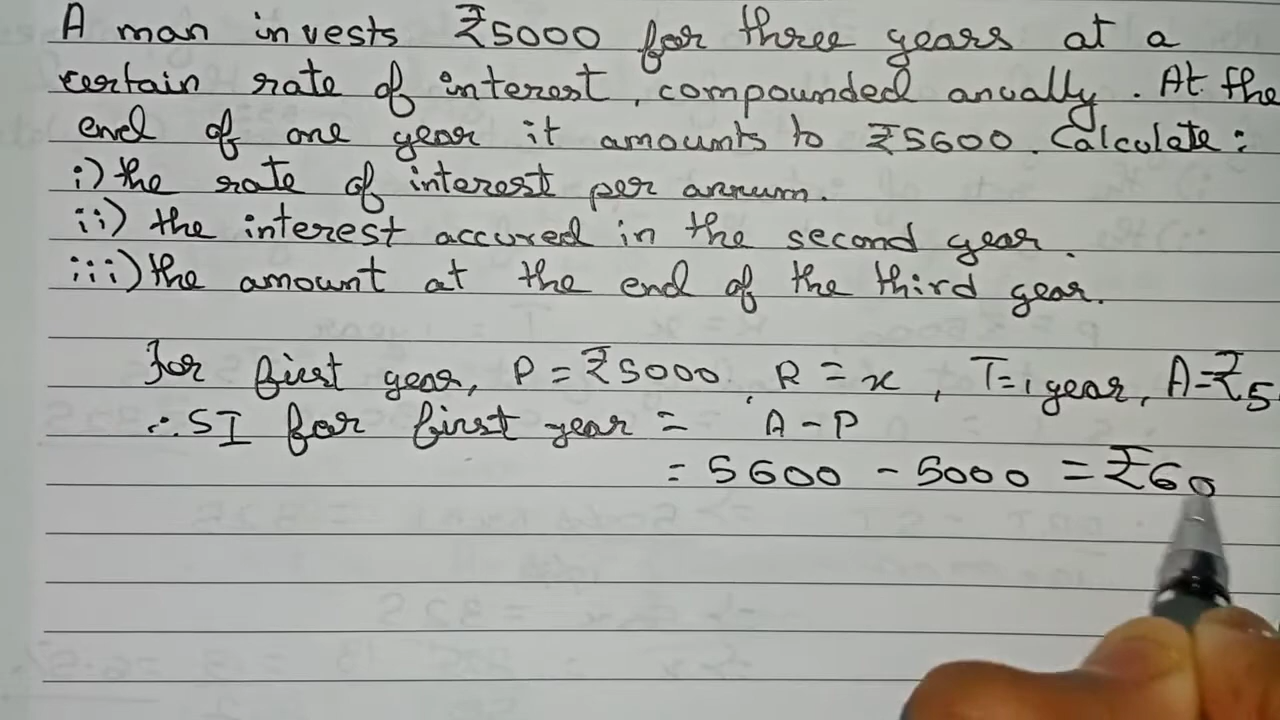 A man invests ₹5000 for three years at a
certain rate of interest, compounded anually. At the
end of one year it amounts to ₹5600. Calculate:
i) the rate of interest per annum.
ii) the interest accured in the second year.
iii) the amount at the end of the third year.
For first year, P = ₹5000, R = x, T=1 year, A=₹5
∴ SI for first year = A - P
= 5600 - 5000 = ₹60